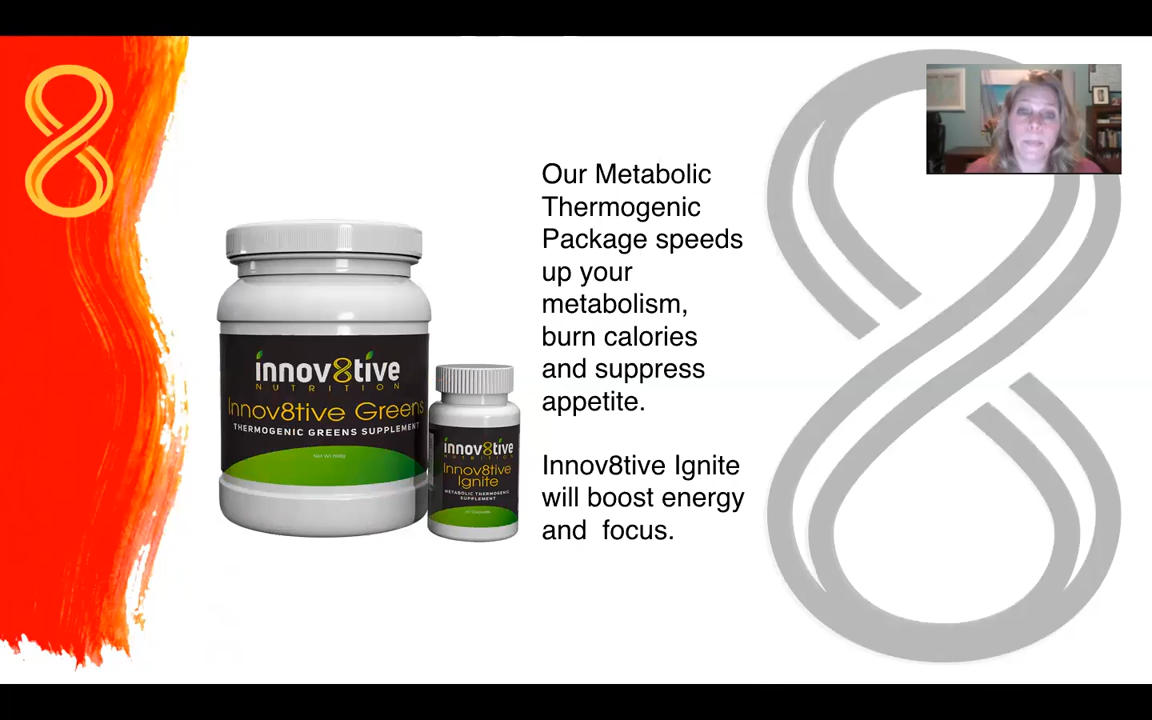 innov8tive
NUTRITION
Innov8tive Greens
THERMOGENIC GREENS SUPPLEMENT
innov8tive
NUTRITION
Innov8tive
Ignite
METABOLIC THERMOGENIC
SUPPLEMENT
Our Metabolic
Thermogenic
Package speeds
up your
metabolism,
burn calories
and suppress
appetite.
Innov8tive Ignite
will boost energy
and  focus.